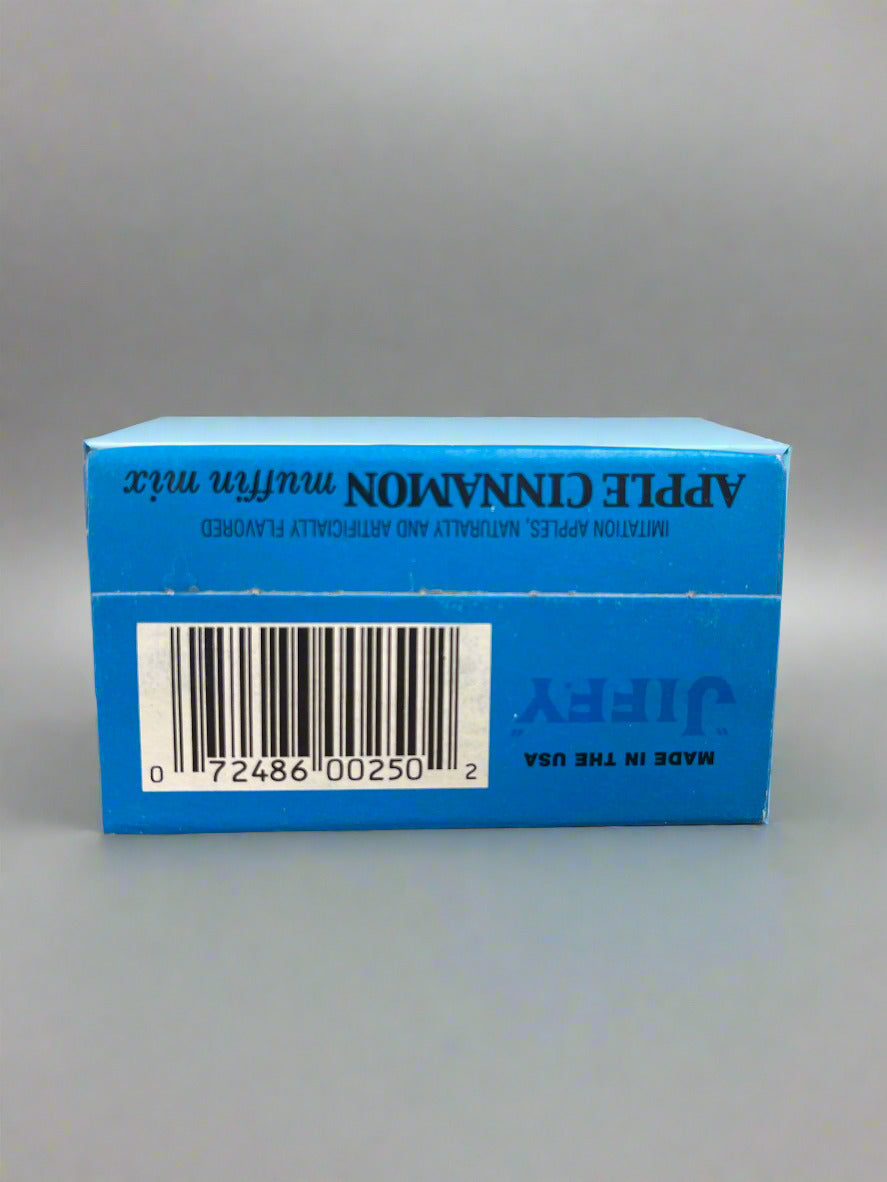 APPLE CINNAMON muffin mix
IMITATION APPLES, NATURALLY AND ARTIFICIALLY FLAVORED
"JIFFY"
MADE IN THE USA
0 72486 00250 2